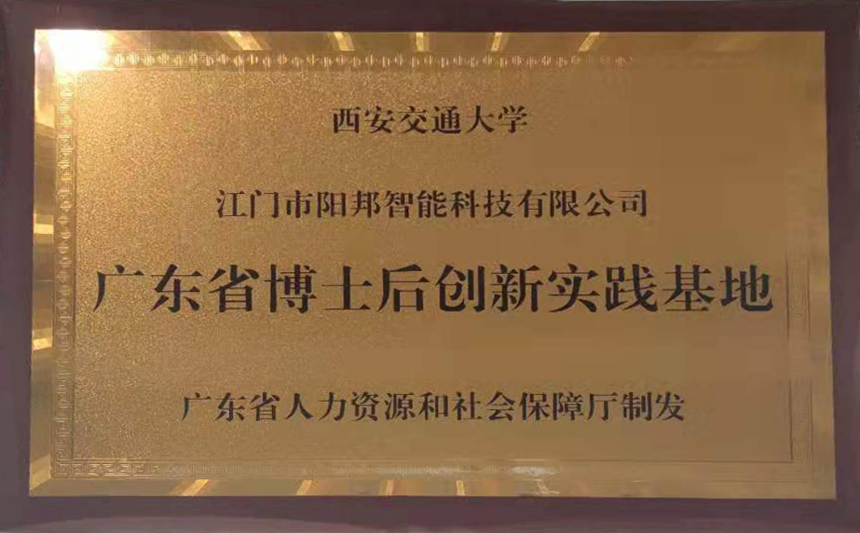 西安交通大学
江门市阳邦智能科技有限公司
广东省博士后创新实践基地
广东省人力资源和社会保障厅制发